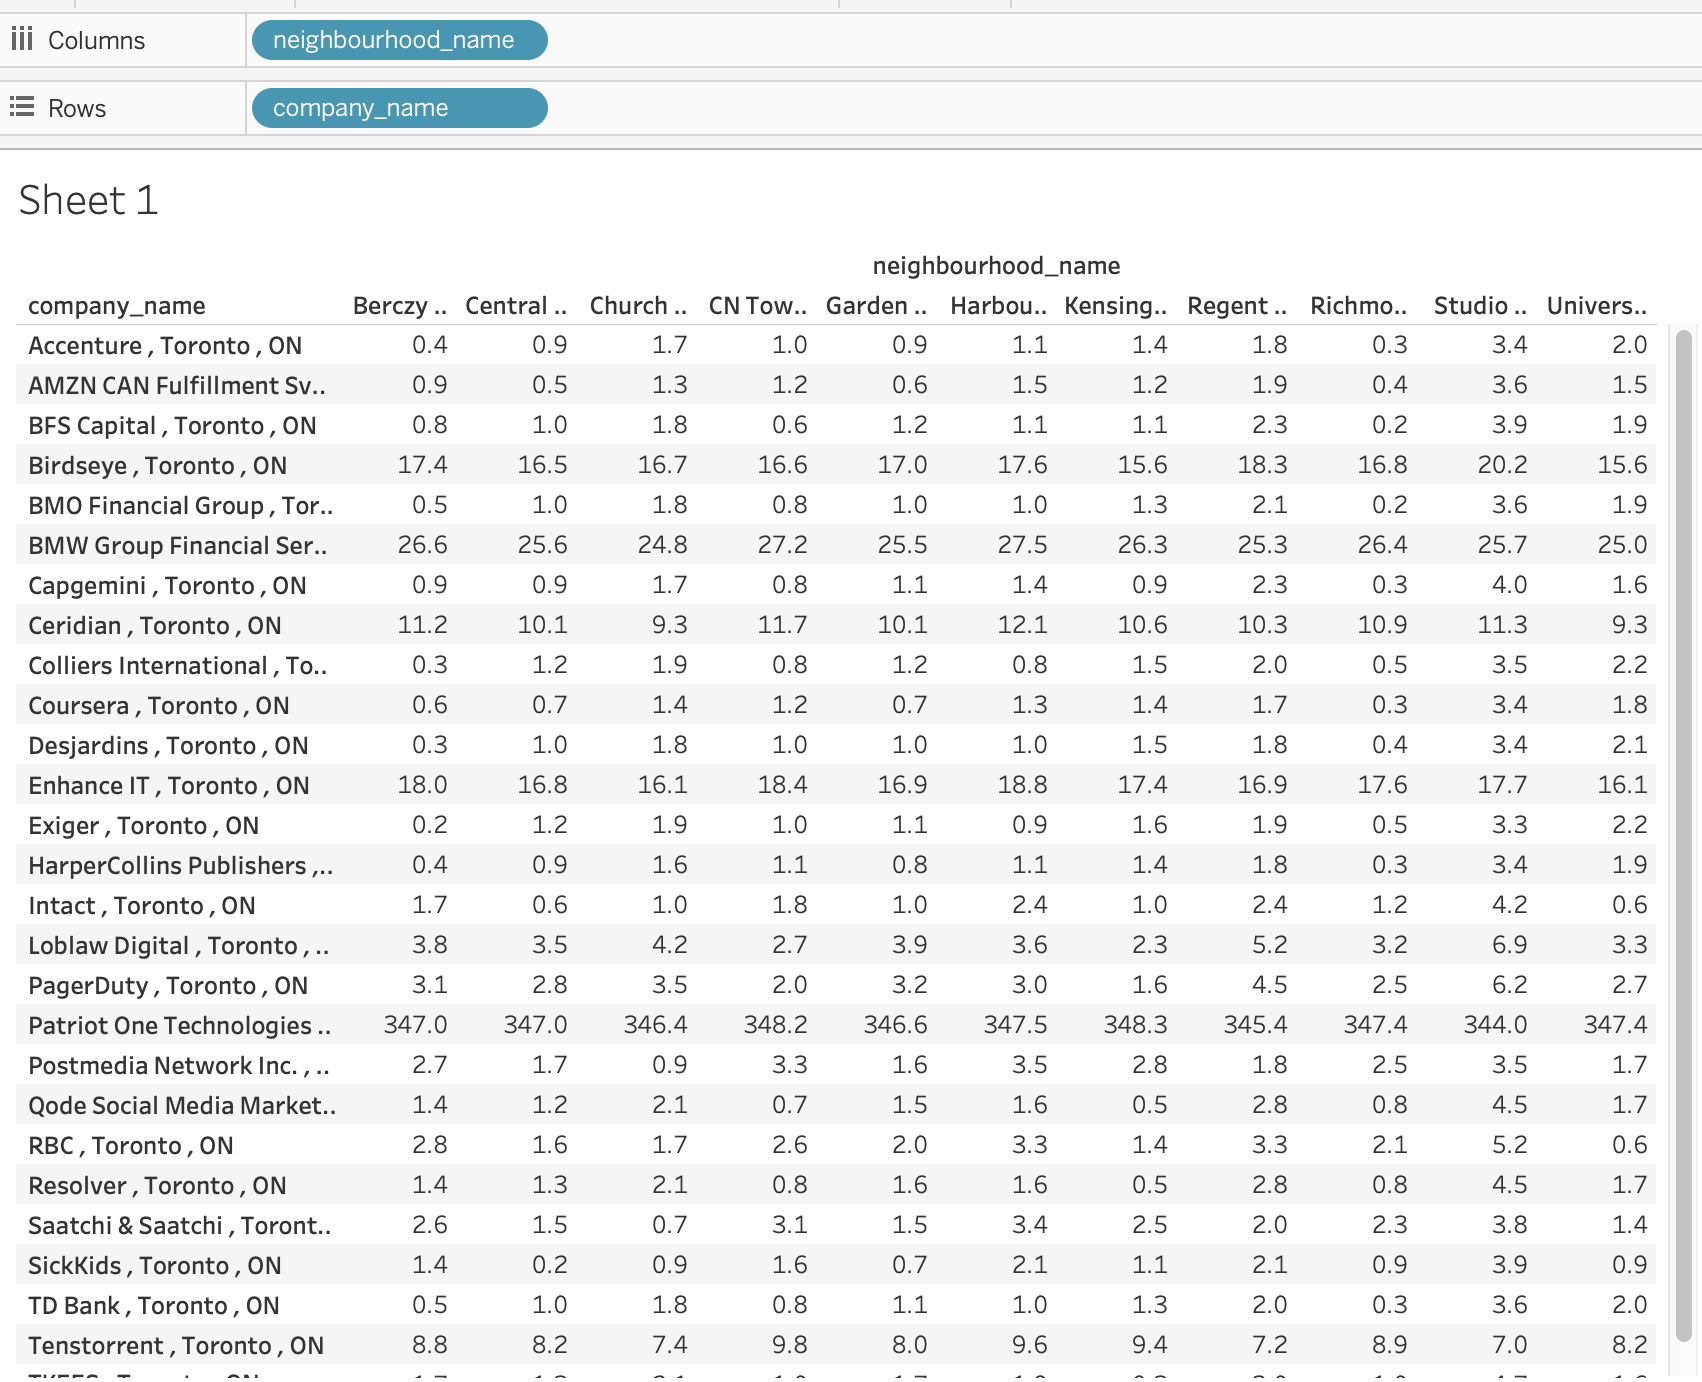 Columns neighbourhood_name
Rows company_name
Sheet 1
neighbourhood_name
company_name Berczy .. Central .. Church .. CN Tow.. Garden .. Harbou.. Kensing.. Regent .. Richmo.. Studio .. Univers..
Accenture , Toronto , ON 0.4 0.9 1.7 1.0 0.9 1.1 1.4 1.8 0.3 3.4 2.0
AMZN CAN Fulfillment Sv.. 0.9 0.5 1.3 1.2 0.6 1.5 1.2 1.9 0.4 3.6 1.5
BFS Capital , Toronto , ON 0.8 1.0 1.8 0.6 1.2 1.1 1.1 2.3 0.2 3.9 1.9
Birdseye , Toronto , ON 17.4 16.5 16.7 16.6 17.0 17.6 15.6 18.3 16.8 20.2 15.6
BMO Financial Group , Tor.. 0.5 1.0 1.8 0.8 1.0 1.0 1.3 2.1 0.2 3.6 1.9
BMW Group Financial Ser.. 26.6 25.6 24.8 27.2 25.5 27.5 26.3 25.3 26.4 25.7 25.0
Capgemini , Toronto , ON 0.9 0.9 1.7 0.8 1.1 1.4 0.9 2.3 0.3 4.0 1.6
Ceridian , Toronto , ON 11.2 10.1 9.3 11.7 10.1 12.1 10.6 10.3 10.9 11.3 9.3
Colliers International , To.. 0.3 1.2 1.9 0.8 1.2 0.8 1.5 2.0 0.5 3.5 2.2
Coursera , Toronto , ON 0.6 0.7 1.4 1.2 0.7 1.3 1.4 1.7 0.3 3.4 1.8
Desjardins , Toronto , ON 0.3 1.0 1.8 1.0 1.0 1.0 1.5 1.8 0.4 3.4 2.1
Enhance IT , Toronto , ON 18.0 16.8 16.1 18.4 16.9 18.8 17.4 16.9 17.6 17.7 16.1
Exiger , Toronto , ON 0.2 1.2 1.9 1.0 1.1 0.9 1.6 1.9 0.5 3.3 2.2
HarperCollins Publishers ,.. 0.4 0.9 1.6 1.1 0.8 1.1 1.4 1.8 0.3 3.4 1.9
Intact , Toronto , ON 1.7 0.6 1.0 1.8 1.0 2.4 1.0 2.4 1.2 4.2 0.6
Loblaw Digital , Toronto , .. 3.8 3.5 4.2 2.7 3.9 3.6 2.3 5.2 3.2 6.9 3.3
PagerDuty , Toronto , ON 3.1 2.8 3.5 2.0 3.2 3.0 1.6 4.5 2.5 6.2 2.7
Patriot One Technologies .. 347.0 347.0 346.4 348.2 346.6 347.5 348.3 345.4 347.4 344.0 347.4
Postmedia Network Inc. , .. 2.7 1.7 0.9 3.3 1.6 3.5 2.8 1.8 2.5 3.5 1.7
Qode Social Media Market.. 1.4 1.2 2.1 0.7 1.5 1.6 0.5 2.8 0.8 4.5 1.7
RBC , Toronto , ON 2.8 1.6 1.7 2.6 2.0 3.3 1.4 3.3 2.1 5.2 0.6
Resolver , Toronto , ON 1.4 1.3 2.1 0.8 1.6 1.6 0.5 2.8 0.8 4.5 1.7
Saatchi & Saatchi , Toront.. 2.6 1.5 0.7 3.1 1.5 3.4 2.5 2.0 2.3 3.8 1.4
SickKids , Toronto , ON 1.4 0.2 0.9 1.6 0.7 2.1 1.1 2.1 0.9 3.9 0.9
TD Bank , Toronto , ON 0.5 1.0 1.8 0.8 1.1 1.0 1.3 2.0 0.3 3.6 2.0
Tenstorrent , Toronto , ON 8.8 8.2 7.4 9.8 8.0 9.6 9.4 7.2 8.9 7.0 8.2